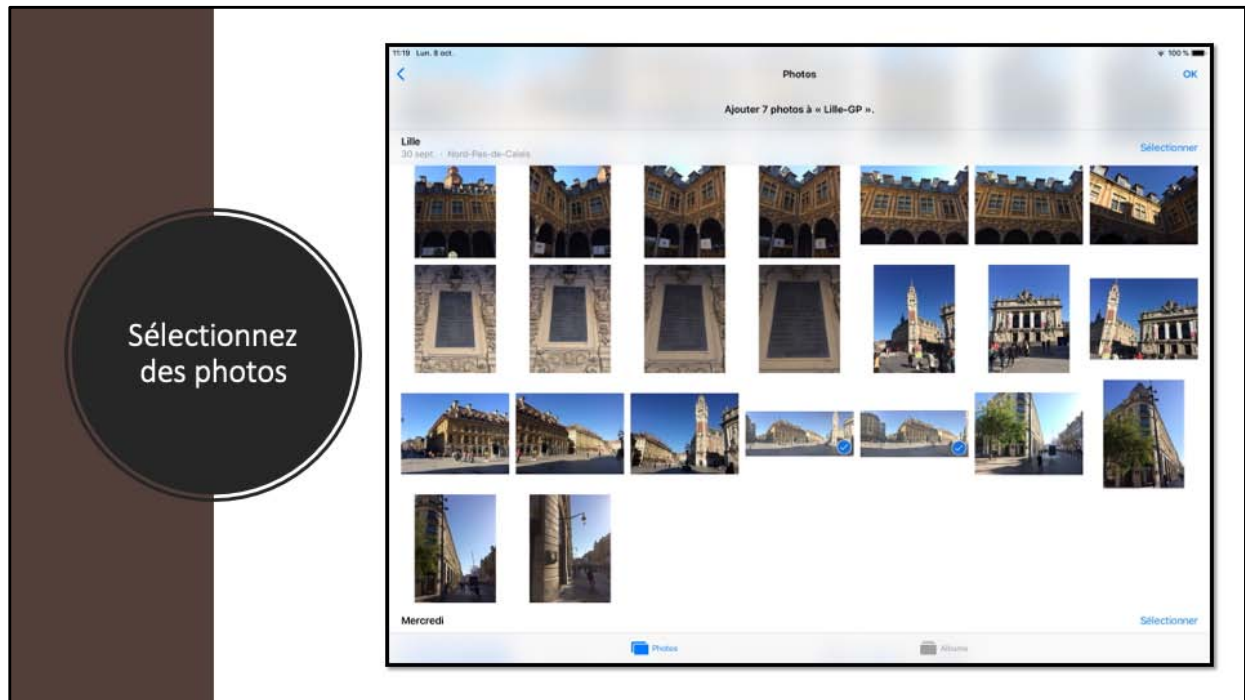 Sélectionnez
des photos
11:19 Lun. 8 oct.
100 %
Photos
OK
Ajouter 7 photos à « Lille-GP ».
Lille
30 sept. · Nord-Pas-de-Calais
Sélectionner
Mercredi
Sélectionner
Photos
Albums